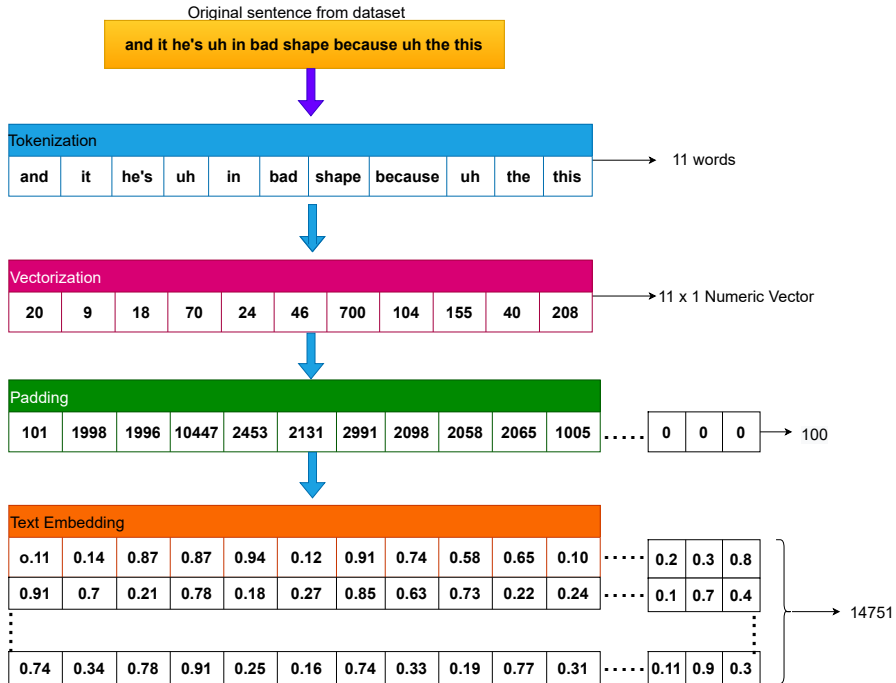 Original sentence from dataset
and it he's uh in bad shape because uh the this
Tokenization
and it he's uh in bad shape because uh the this
11 words
Vectorization
20 9 18 70 24 46 700 104 155 40 208
11 x 1 Numeric Vector
Padding
101 1998 1996 10447 2453 2131 2991 2098 2058 2065 1005 ..... 0 0 0
100
Text Embedding
o.11 0.14 0.87 0.87 0.94 0.12 0.91 0.74 0.58 0.65 0.10 ..... 0.2 0.3 0.8
0.91 0.7 0.21 0.78 0.18 0.27 0.85 0.63 0.73 0.22 0.24 ..... 0.1 0.7 0.4
14751
0.74 0.34 0.78 0.91 0.25 0.16 0.74 0.33 0.19 0.77 0.31 ..... 0.11 0.9 0.3